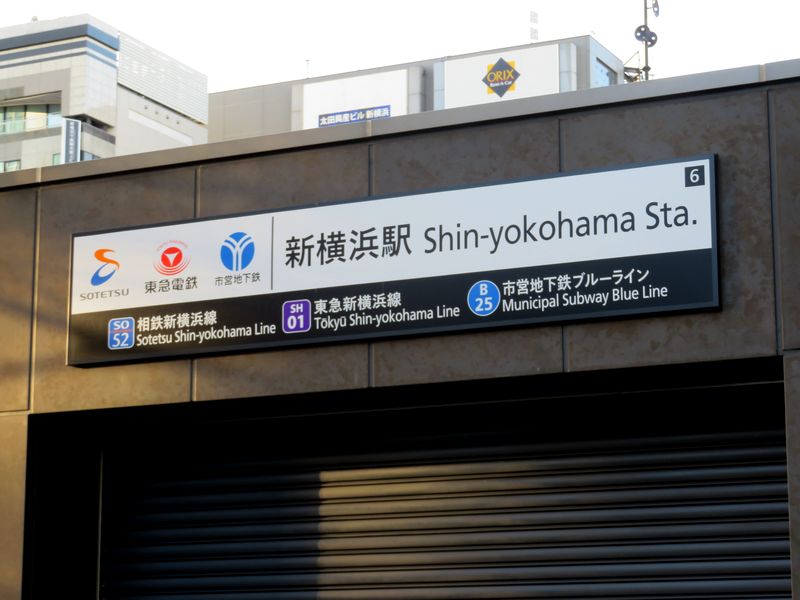 ORIX
Rent-A-Car
太田興産ビル 新横浜
6
SOTETSU
東急電鉄
市営地下鉄
新横浜駅 Shin-yokohama Sta.
SO
52
相鉄新横浜線
Sotetsu Shin-yokohama Line
SH
01
東急新横浜線
Tōkyū Shin-yokohama Line
B
25
市営地下鉄ブルーライン
Municipal Subway Blue Line